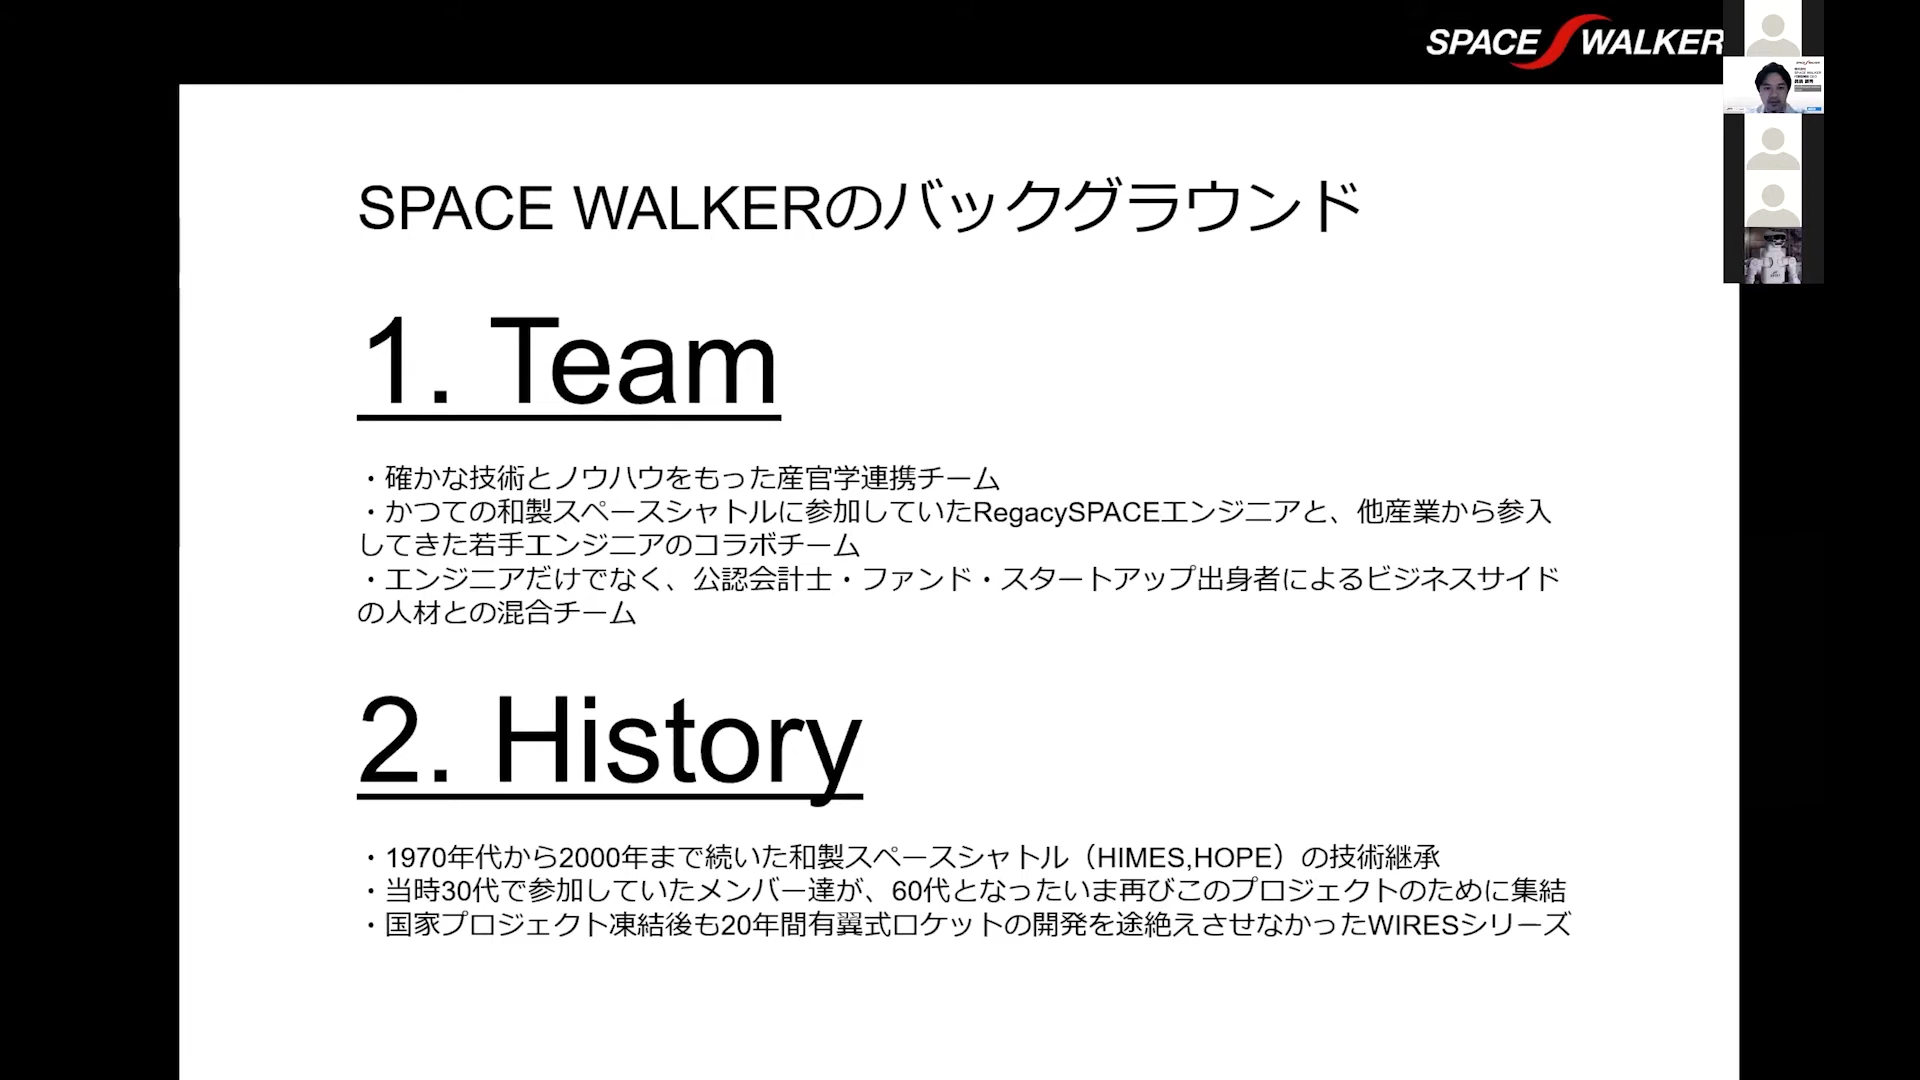 SPACE WALKER
SPACE WALKERのバックグラウンド
1. Team
・確かな技術とノウハウをもった産官学連携チーム
・かつての和製スペースシャトルに参加していたRegacySPACEエンジニアと、他産業から参入
してきた若手エンジニアのコラボチーム
・エンジニアだけでなく、公認会計士・ファンド・スタートアップ出身者によるビジネスサイド
の人材との混合チーム
2. History
・1970年代から2000年まで続いた和製スペースシャトル（HIMES,HOPE）の技術継承
・当時30代で参加していたメンバー達が、60代となったいま再びこのプロジェクトのために集結
・国家プロジェクト凍結後も20年間有翼式ロケットの開発を途絶えさせなかったWIRESシリーズ